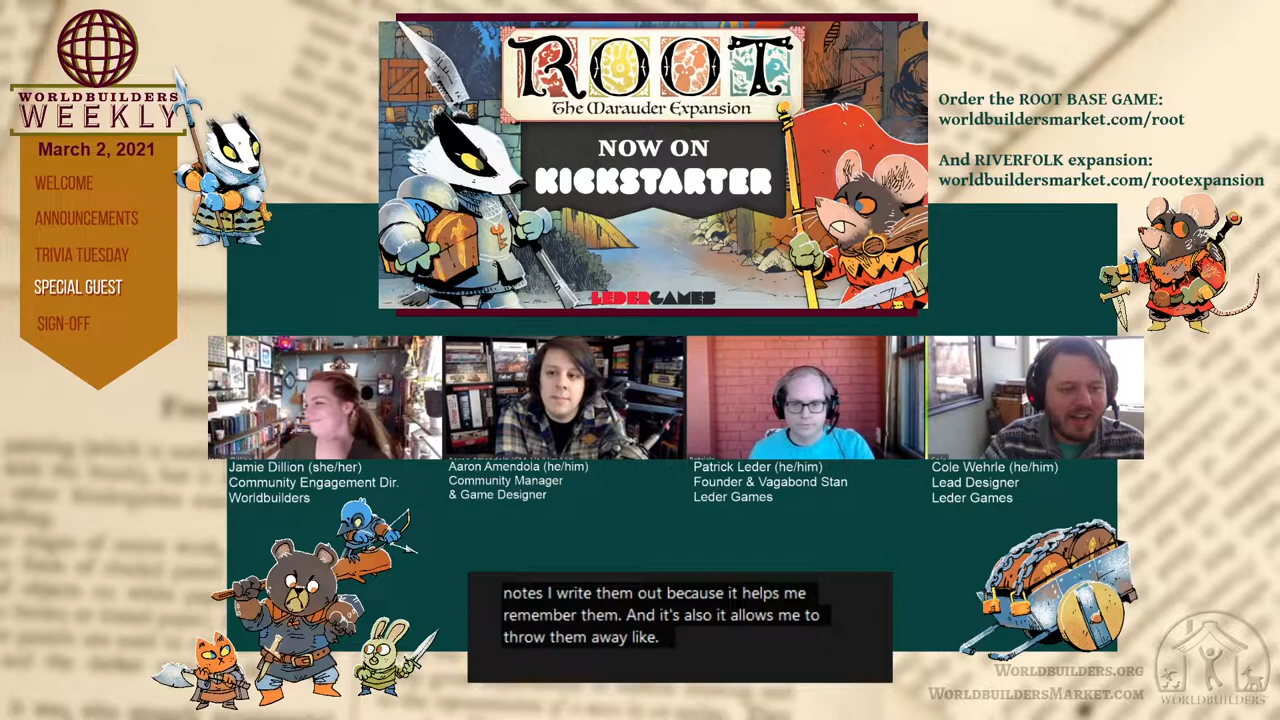 WORLDBUILDERS
WEEKLY
March 2, 2021
WELCOME
ANNOUNCEMENTS
TRIVIA TUESDAY
SPECIAL GUEST
SIGN-OFF
ROOT
The Marauder Expansion
NOW ON
KICKSTARTER
LEDERGAMES
Order the ROOT BASE GAME:
worldbuildersmarket.com/root
And RIVERFOLK expansion:
worldbuildersmarket.com/rootexpansion
Jamie Dillion (she/her)
Community Engagement Dir.
Worldbuilders
Aaron Amendola (he/him)
Community Manager
& Game Designer
Patrick Leder (he/him)
Founder & Vagabond Stan
Leder Games
Cole Wehrle (he/him)
Lead Designer
Leder Games
notes I write them out because it helps me
remember them. And it's also it allows me to
throw them away like.
WORLDBUILDERS.ORG
WORLDBUILDERSMARKET.COM
WORLDBUILDERS